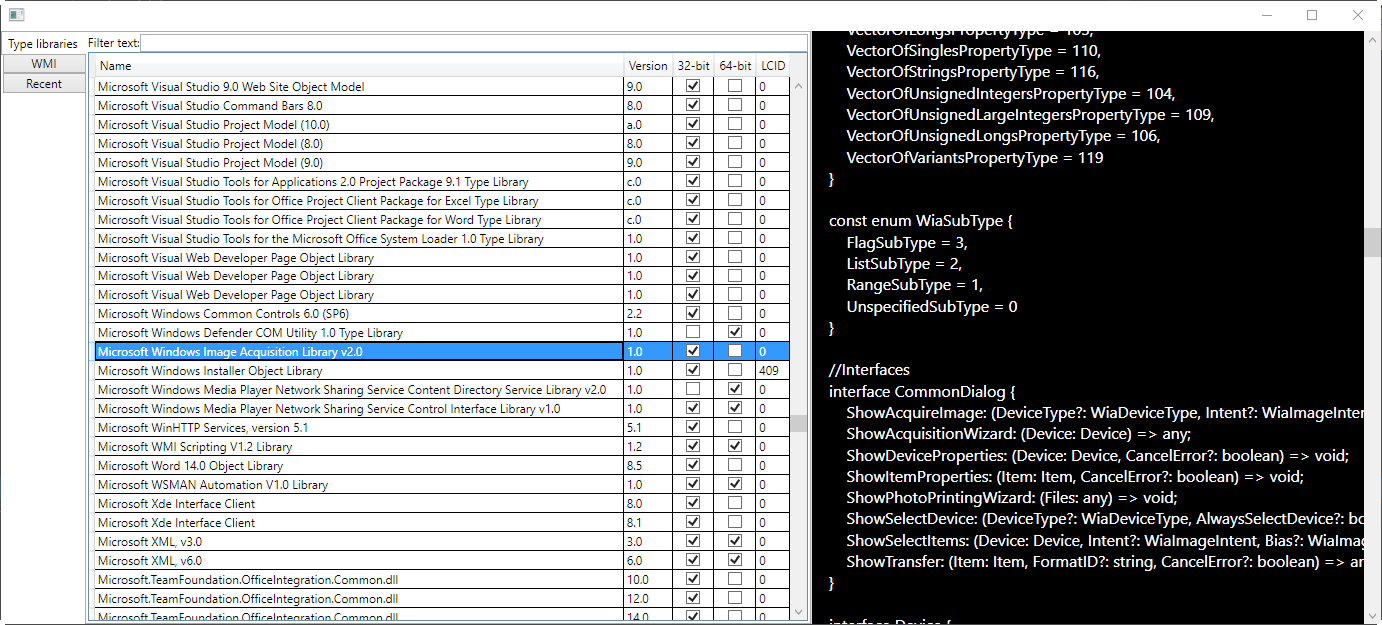 Type libraries
WMI
Recent
Filter text:
Name Version 32-bit 64-bit LCID
Microsoft Visual Studio 9.0 Web Site Object Model 9.0 0
Microsoft Visual Studio Command Bars 8.0 8.0 0
Microsoft Visual Studio Project Model (10.0) a.0 0
Microsoft Visual Studio Project Model (8.0) 8.0 0
Microsoft Visual Studio Project Model (9.0) 9.0 0
Microsoft Visual Studio Tools for Applications 2.0 Project Package 9.1 Type Library c.0 0
Microsoft Visual Studio Tools for Office Project Client Package for Excel Type Library c.0 0
Microsoft Visual Studio Tools for Office Project Client Package for Word Type Library c.0 0
Microsoft Visual Studio Tools for the Microsoft Office System Loader 1.0 Type Library 1.0 0
Microsoft Visual Web Developer Page Object Library 1.0 0
Microsoft Visual Web Developer Page Object Library 1.0 0
Microsoft Visual Web Developer Page Object Library 1.0 0
Microsoft Windows Common Controls 6.0 (SP6) 2.2 0
Microsoft Windows Defender COM Utility 1.0 Type Library 1.0 0
Microsoft Windows Image Acquisition Library v2.0 1.0 0
Microsoft Windows Installer Object Library 1.0 409
Microsoft Windows Media Player Network Sharing Service Content Directory Service Library v2.0 1.0 0
Microsoft Windows Media Player Network Sharing Service Control Interface Library v1.0 1.0 0
Microsoft WinHTTP Services, version 5.1 5.1 0
Microsoft WMI Scripting V1.2 Library 1.2 0
Microsoft Word 14.0 Object Library 8.5 0
Microsoft WSMAN Automation V1.0 Library 1.0 0
Microsoft Xde Interface Client 8.0 0
Microsoft Xde Interface Client 8.1 0
Microsoft XML, v3.0 3.0 0
Microsoft XML, v6.0 6.0 0
Microsoft.TeamFoundation.OfficeIntegration.Common.dll 10.0 0
Microsoft.TeamFoundation.OfficeIntegration.Common.dll 12.0 0
Microsoft.TeamFoundation.OfficeIntegration.Common.dll 14.0 0
VectorOfLongsPropertyType = 105,
VectorOfSinglesPropertyType = 110,
VectorOfStringsPropertyType = 116,
VectorOfUnsignedIntegersPropertyType = 104,
VectorOfUnsignedLargeIntegersPropertyType = 109,
VectorOfUnsignedLongsPropertyType = 106,
VectorOfVariantsPropertyType = 119
}
const enum WiaSubType {
FlagSubType = 3,
ListSubType = 2,
RangeSubType = 1,
UnspecifiedSubType = 0
}
//Interfaces
interface CommonDialog {
ShowAcquireImage: (DeviceType?: WiaDeviceType, Intent?: WiaImageInten
ShowAcquisitionWizard: (Device: Device) => any;
ShowDeviceProperties: (Device: Device, CancelError?: boolean) => void;
ShowItemProperties: (Item: Item, CancelError?: boolean) => void;
ShowPhotoPrintingWizard: (Files: any) => void;
ShowSelectDevice: (DeviceType?: WiaDeviceType, AlwaysSelectDevice?: bo
ShowSelectItems: (Device: Device, Intent?: WiaImageIntent, Bias?: WiaImag
ShowTransfer: (Item: Item, FormatID?: string, CancelError?: boolean) => an
}
interface Device {